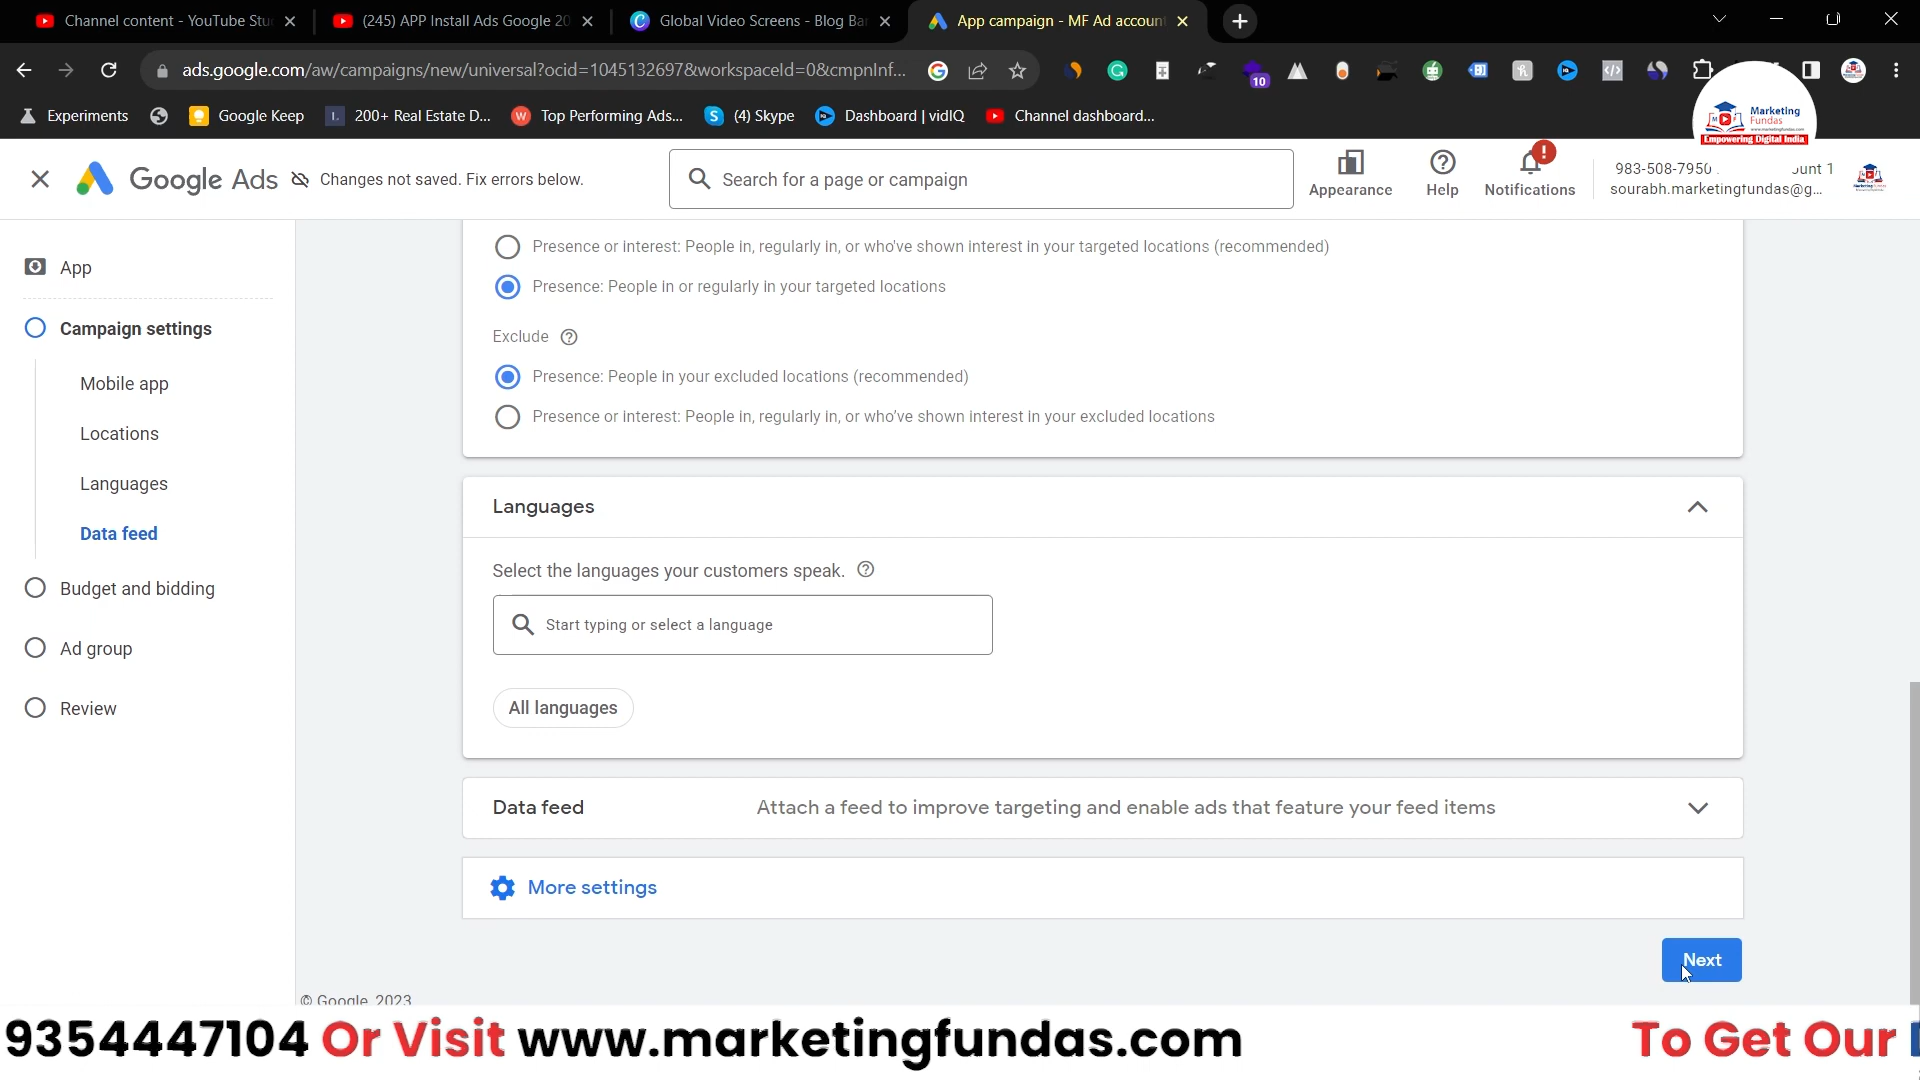 Channel content - YouTube Stu
(245) APP Install Ads Google 20
Global Video Screens - Blog Ba
App campaign - MF Ad account
ads.google.com/aw/campaigns/new/universal?ocid=1045132697&workspaceId=0&cmpnInf...
10
Experiments
Google Keep
200+ Real Estate D...
Top Performing Ads...
(4) Skype
Dashboard | vidIQ
Channel dashboard...
Marketing
Fundas
Empowering Digital India
Google Ads
Changes not saved. Fix errors below.
Search for a page or campaign
Appearance
Help
Notifications
983-508-7950
ount 1
sourabh.marketingfundas@g...
App
Campaign settings
Mobile app
Locations
Languages
Data feed
Budget and bidding
Ad group
Review
Presence or interest: People in, regularly in, or who've shown interest in your targeted locations (recommended)
Presence: People in or regularly in your targeted locations
Exclude
Presence: People in your excluded locations (recommended)
Presence or interest: People in, regularly in, or who've shown interest in your excluded locations
Languages
Select the languages your customers speak.
Start typing or select a language
All languages
Data feed
Attach a feed to improve targeting and enable ads that feature your feed items
More settings
Next
© Google, 2023
9354447104 Or Visit www.marketingfundas.com
To Get Our